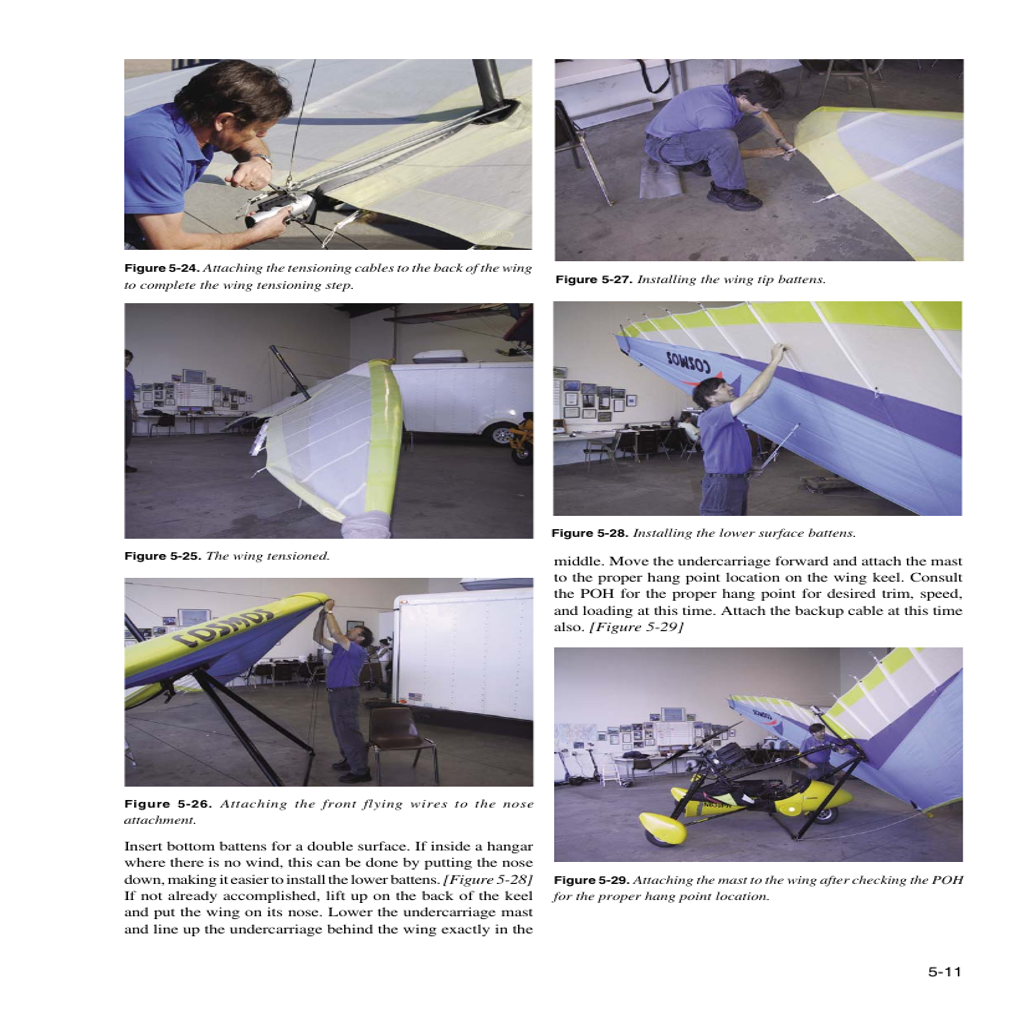 Figure 5-24. Attaching the tensioning cables to the back of the wing
to complete the wing tensioning step.
Figure 5-25. The wing tensioned.
COSMOS
Figure 5-26. Attaching the front flying wires to the nose
attachment.
Insert bottom battens for a double surface. If inside a hangar
where there is no wind, this can be done by putting the nose
down, making it easier to install the lower battens. [Figure 5-28]
If not already accomplished, lift up on the back of the keel
and put the wing on its nose. Lower the undercarriage mast
and line up the undercarriage behind the wing exactly in the
Figure 5-27. Installing the wing tip battens.
COSMOS
Figure 5-28. Installing the lower surface battens.
middle. Move the undercarriage forward and attach the mast
to the proper hang point location on the wing keel. Consult
the POH for the proper hang point for desired trim, speed,
and loading at this time. Attach the backup cable at this time
also. [Figure 5-29]
COSMOS
Figure 5-29. Attaching the mast to the wing after checking the POH
for the proper hang point location.
5-11